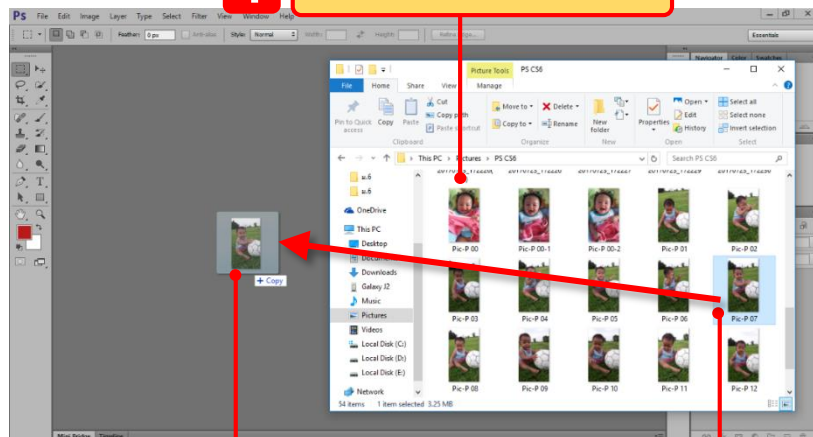 Ps File Edit Image Layer Type Select Filter View Window Help
Feather: 0 px Anti-alias Style: Normal Width: Height: Refine Edge... Essentials
Navigator Color Swatches
Picture Tools PS CS6
File Home Share View Manage
Pin to Quick access Copy Paste
Cut
Copy path
Paste shortcut
Clipboard
Move to Delete
Copy to Rename
New folder
Organize New
Properties
Open
Edit
History
Open
Select all
Select none
Invert selection
Select
This PC Pictures PS CS6 Search PS CS6
ม.6
ม.6
OneDrive
This PC
Desktop
Downloads
Galaxy J2
Music
Pictures
Videos
Local Disk (C:)
Local Disk (D:)
Local Disk (E:)
Network
Pic-P 00 Pic-P 00-1 Pic-P 00-2 Pic-P 01 Pic-P 02
Pic-P 03 Pic-P 04 Pic-P 05 Pic-P 06 Pic-P 07
Pic-P 08 Pic-P 09 Pic-P 10 Pic-P 11 Pic-P 12
+ Copy
54 items 1 item selected 3.25 MB
Mini Bridge Timeline